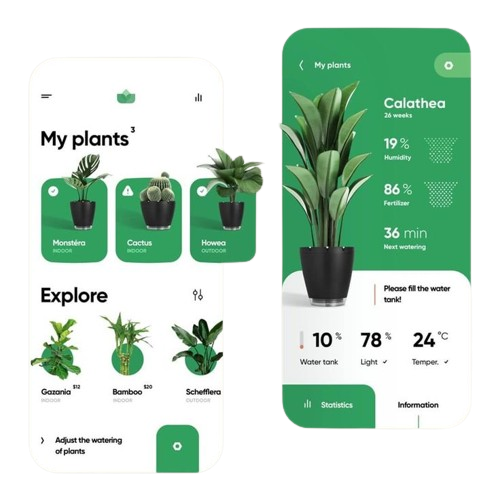 My plants 3
Monstéra
INDOOR
Cactus
INDOOR
Howea
OUTDOOR
Explore
Gazania $12
INDOOR
Bamboo $20
INDOOR
Schefflera
OUTDOOR
Adjust the watering
of plants
My plants
Calathea
26 weeks
19 %
Humidity
86 %
Fertilizer
36 min
Next watering
Please fill the water
tank!
10 %
Water tank
78 %
Light
24 °C
Temper.
Statistics
Information